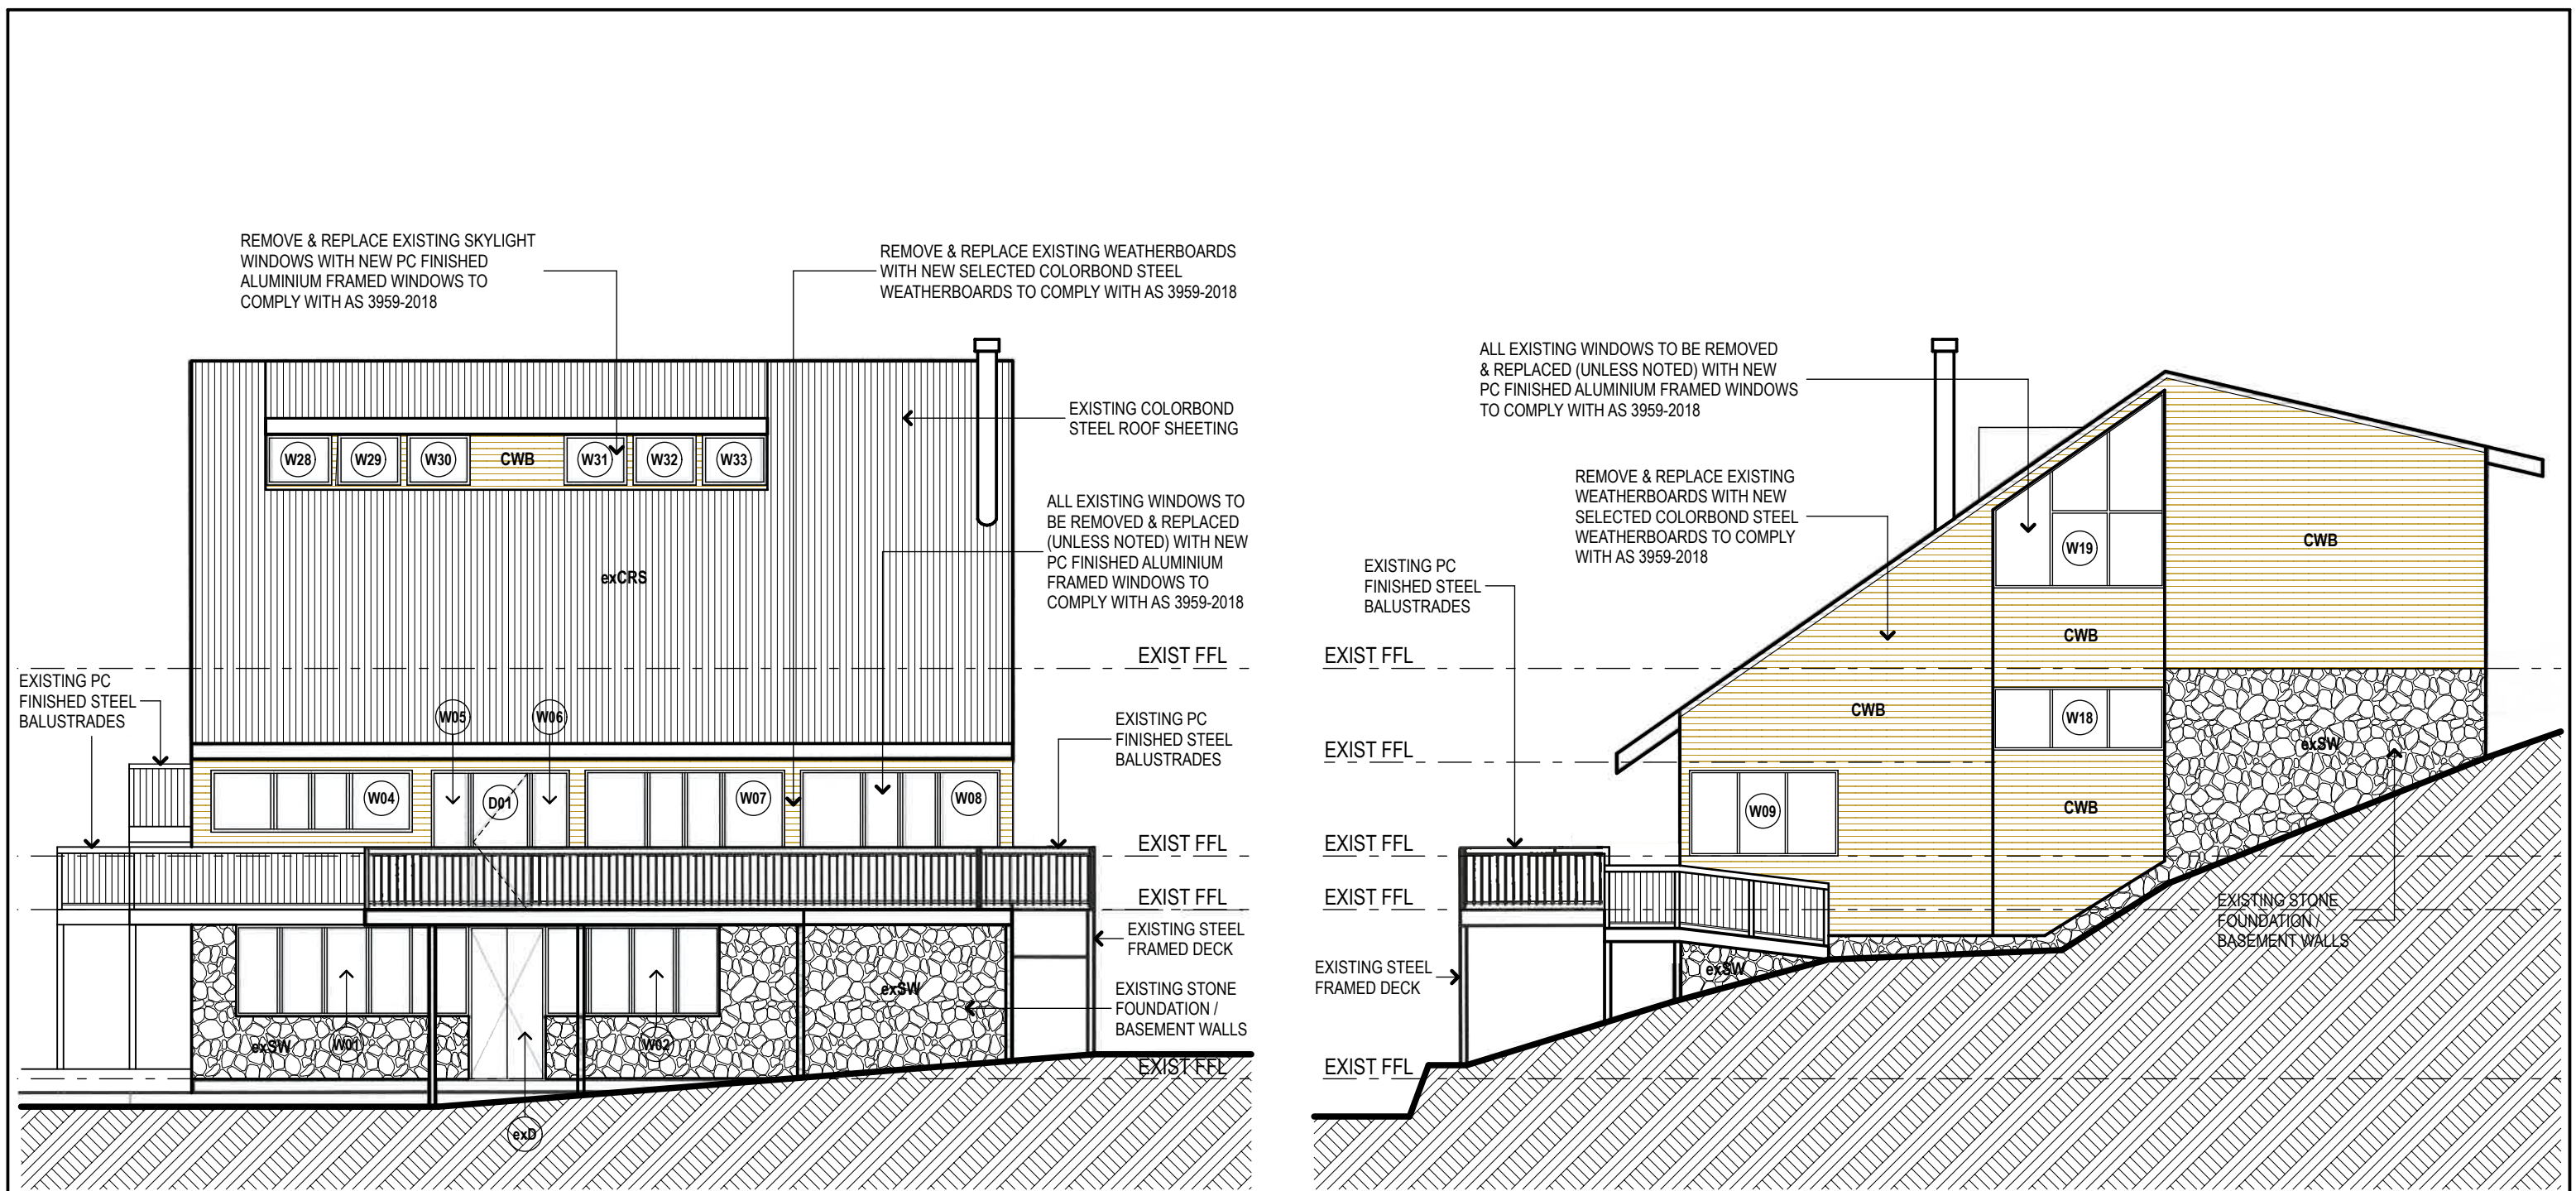 REMOVE & REPLACE EXISTING SKYLIGHT
WINDOWS WITH NEW PC FINISHED
ALUMINIUM FRAMED WINDOWS TO
COMPLY WITH AS 3959-2018
REMOVE & REPLACE EXISTING WEATHERBOARDS
WITH NEW SELECTED COLORBOND STEEL
WEATHERBOARDS TO COMPLY WITH AS 3959-2018
EXISTING COLORBOND
STEEL ROOF SHEETING
W28
W29
W30
CWB
W31
W32
W33
ALL EXISTING WINDOWS TO
BE REMOVED & REPLACED
(UNLESS NOTED) WITH NEW
PC FINISHED ALUMINIUM
FRAMED WINDOWS TO
COMPLY WITH AS 3959-2018
exCRS
EXIST FFL
EXISTING PC
FINISHED STEEL
BALUSTRADES
W05
W06
EXISTING PC
FINISHED STEEL
BALUSTRADES
W04
D01
W07
W08
EXIST FFL
EXIST FFL
EXISTING STEEL
FRAMED DECK
exSW
EXISTING STONE
FOUNDATION /
BASEMENT WALLS
exSW
W01
W02
EXIST FFL
exD
ALL EXISTING WINDOWS TO BE REMOVED
& REPLACED (UNLESS NOTED) WITH NEW
PC FINISHED ALUMINIUM FRAMED WINDOWS
TO COMPLY WITH AS 3959-2018
REMOVE & REPLACE EXISTING
WEATHERBOARDS WITH NEW
SELECTED COLORBOND STEEL
WEATHERBOARDS TO COMPLY
WITH AS 3959-2018
W19
CWB
EXISTING PC
FINISHED STEEL
BALUSTRADES
CWB
EXIST FFL
CWB
W18
exSW
EXIST FFL
W09
CWB
EXIST FFL
EXIST FFL
EXISTING STONE
FOUNDATION /
BASEMENT WALLS
exSW
EXISTING STEEL
FRAMED DECK
EXIST FFL